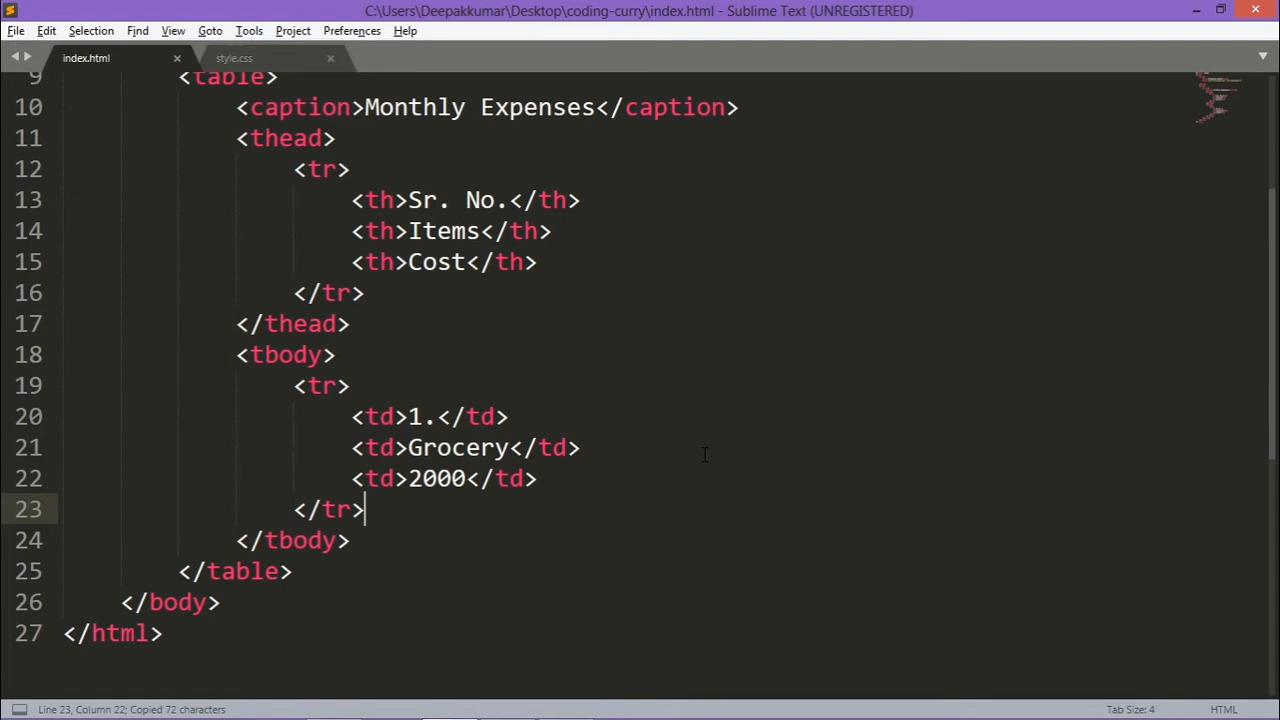 C:\Users\Deepakkumar\Desktop\coding-curry\index.html - Sublime Text (UNREGISTERED)
File Edit Selection Find View Goto Tools Project Preferences Help
index.html style.css
9 <table>
10 <caption>Monthly Expenses</caption>
11 <thead>
12 <tr>
13 <th>Sr. No.</th>
14 <th>Items</th>
15 <th>Cost</th>
16 </tr>
17 </thead>
18 <tbody>
19 <tr>
20 <td>1.</td>
21 <td>Grocery</td>
22 <td>2000</td>
23 </tr>
24 </tbody>
25 </table>
26 </body>
27 </html>
Line 23, Column 22; Copied 72 characters Tab Size: 4 HTML